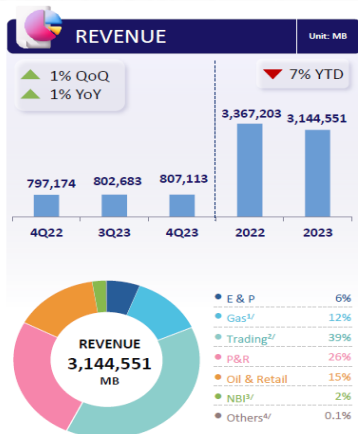 REVENUE
Unit: MB
1% QoQ
1% YoY
7% YTD
3,367,203 3,144,551
797,174 802,683 807,113
4Q22 3Q23 4Q23 2022 2023
REVENUE
3,144,551
MB
E & P 6%
Gas1/ 12%
Trading2/ 39%
P&R 26%
Oil & Retail 15%
NBI3/ 2%
Others4/ 0.1%